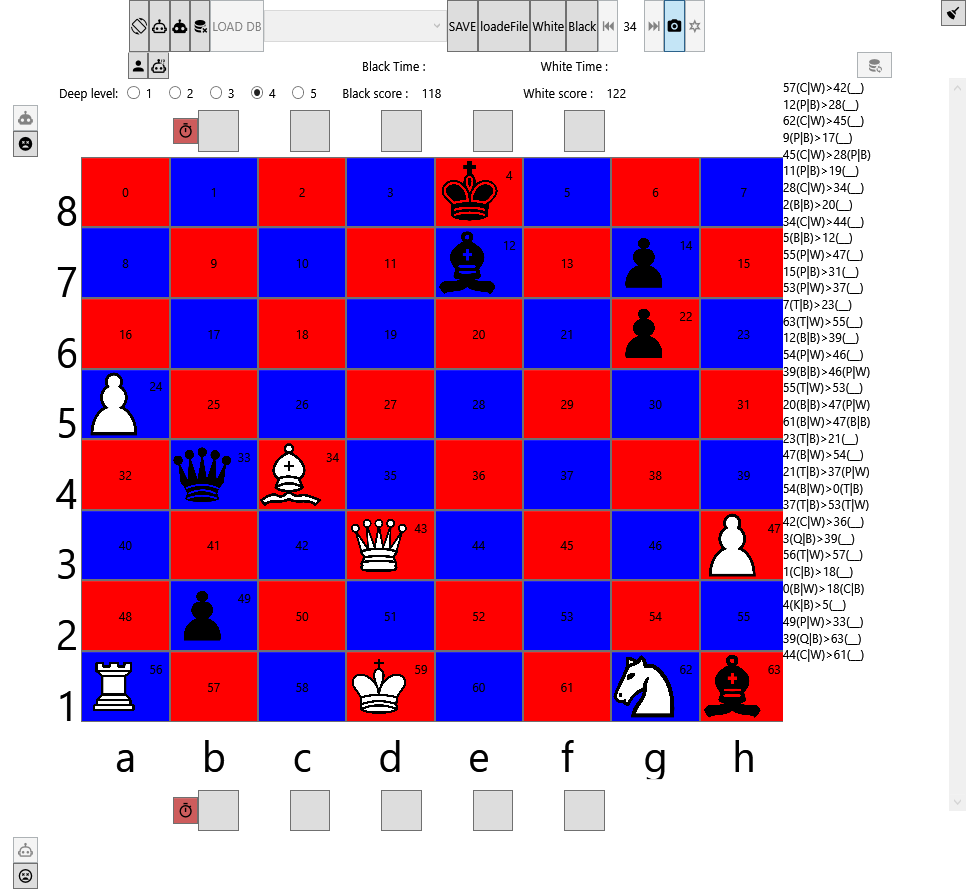 LOAD DB SAVE loadeFile White Black 34
Black Time : White Time :
Deep level: 1 2 3 4 5 Black score : 118 White score : 122
57(C|W)>42(__)
12(P|B)>28(__)
62(C|W)>45(__)
9(P|B)>17(__)
45(C|W)>28(P|B)
11(P|B)>19(__)
28(C|W)>34(__)
2(B|B)>20(__)
34(C|W)>44(__)
5(B|B)>12(__)
55(P|W)>47(__)
15(P|B)>31(__)
53(P|W)>37(__)
7(T|B)>23(__)
63(T|W)>55(__)
12(B|B)>39(__)
54(P|W)>46(__)
39(B|B)>46(P|W)
55(T|W)>53(__)
20(B|B)>47(P|W)
61(B|W)>47(B|B)
23(T|B)>21(__)
47(B|W)>54(__)
21(T|B)>37(P|W)
54(B|W)>0(T|B)
37(T|B)>53(T|W)
42(C|W)>36(__)
3(Q|B)>39(__)
56(T|W)>57(__)
1(C|B)>18(__)
0(B|W)>18(C|B)
4(K|B)>5(__)
49(P|W)>33(__)
39(Q|B)>63(__)
44(C|W)>61(__)
8 0 1 2 3 4 5 6 7
7 8 9 10 11 12 13 14 15
6 16 17 18 19 20 21 22 23
5 24 25 26 27 28 29 30 31
4 32 33 34 35 36 37 38 39
3 40 41 42 43 44 45 46 47
2 48 49 50 51 52 53 54 55
1 56 57 58 59 60 61 62 63
a b c d e f g h